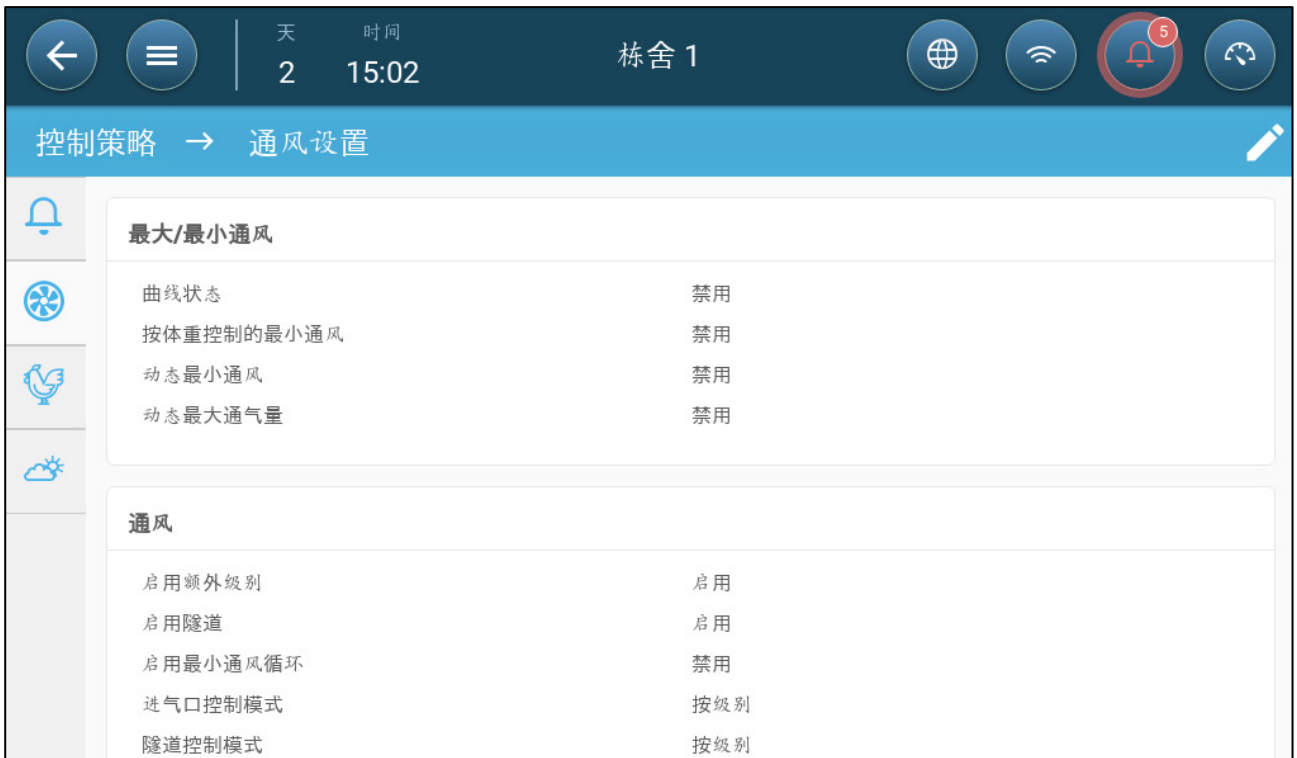 天 时间
2 15:02 栋舍 1 5
控制策略 → 通风设置
最大/最小通风
曲线状态 禁用
按体重控制的最小通风 禁用
动态最小通风 禁用
动态最大通气量 禁用
通风
启用额外级别 启用
启用隧道 启用
启用最小通风循环 禁用
进气口控制模式 按级别
隧道控制模式 按级别